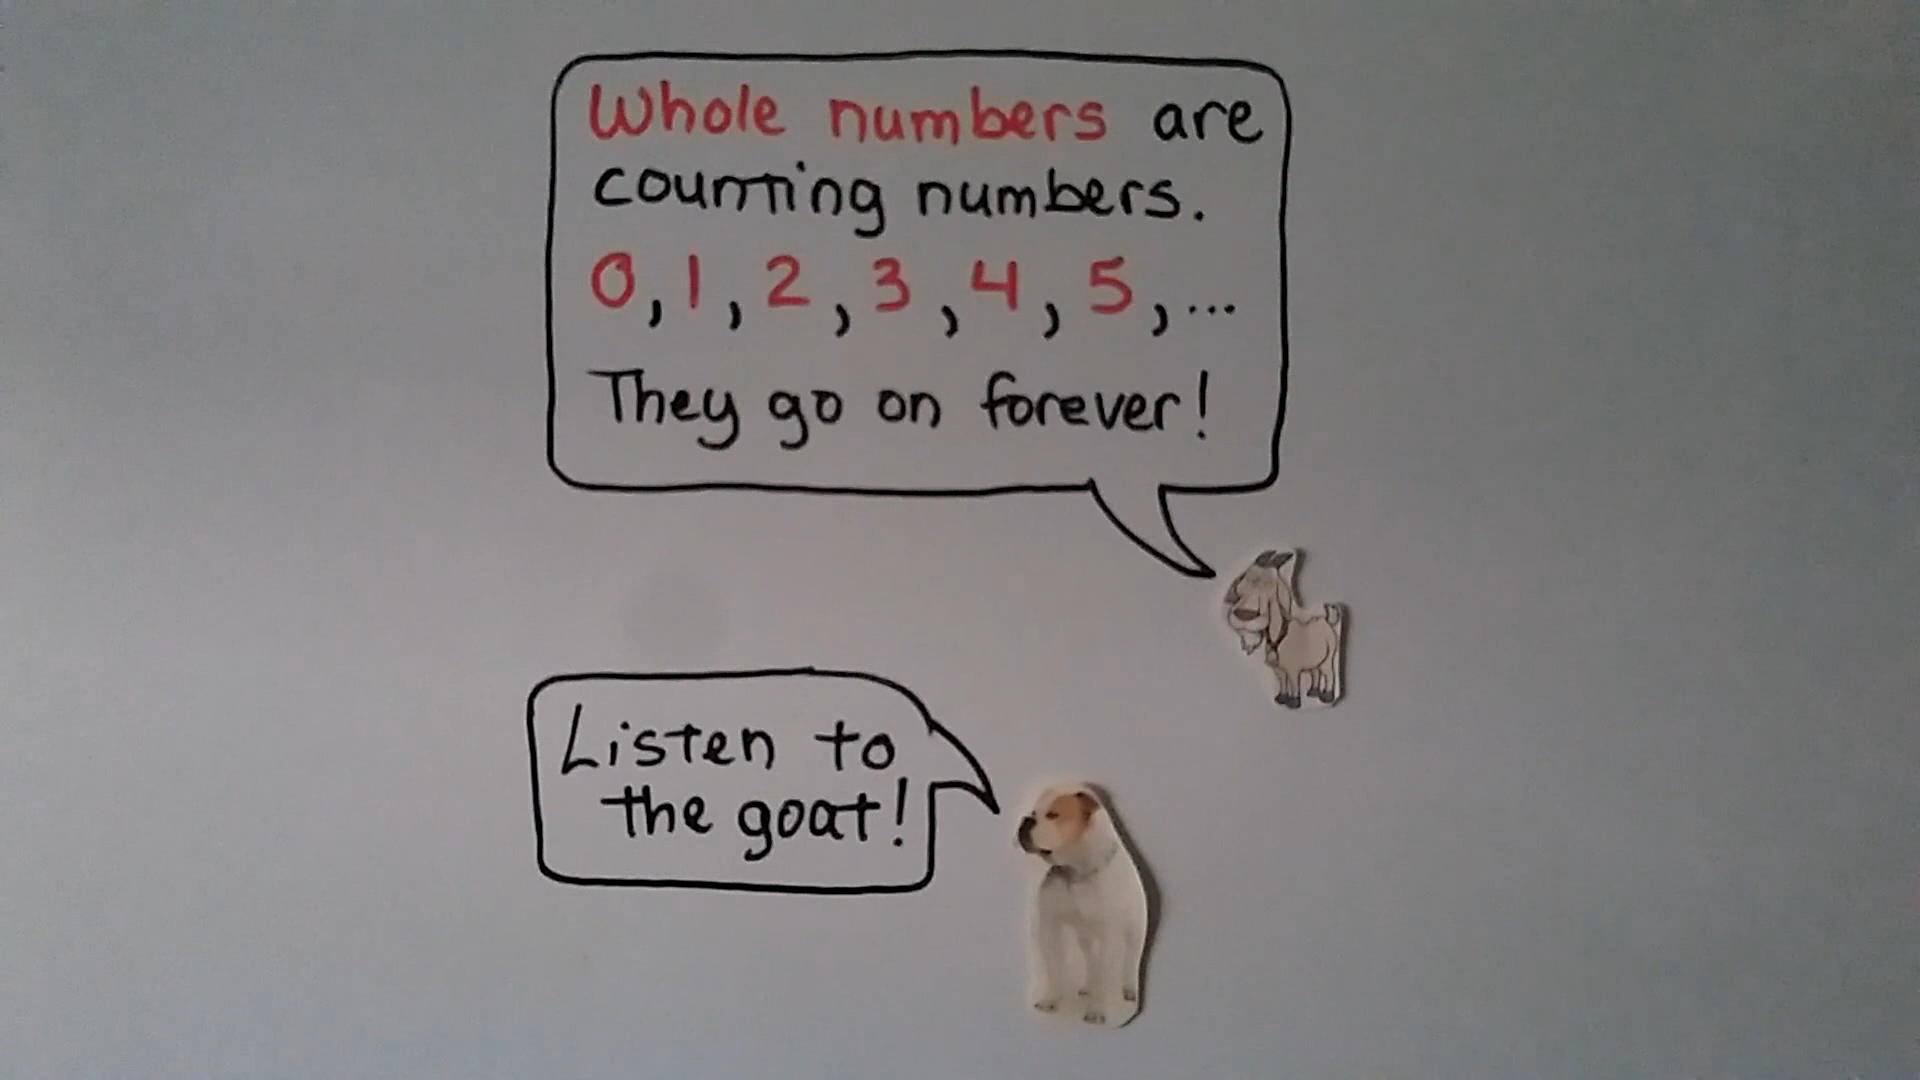 Whole numbers are
counting numbers.
0, 1, 2, 3, 4, 5, ...
They go on forever!
Listen to
the goat!